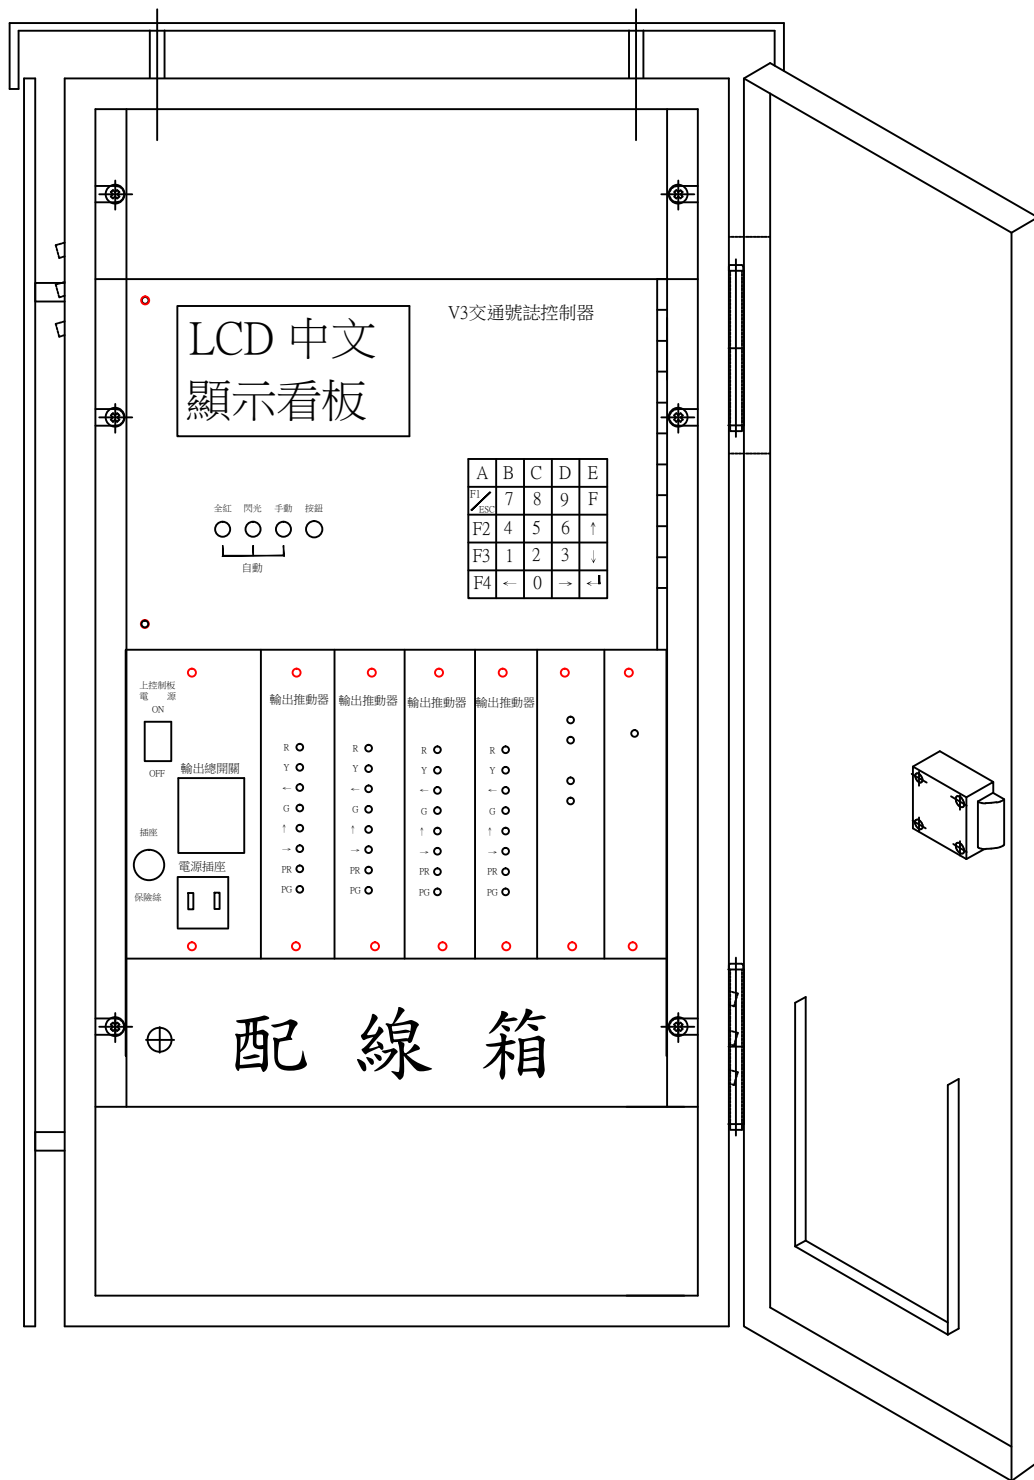 V3交通號誌控制器
LCD 中文
顯示看板
A B C D E
F1/ESC 7 8 9 F
F2 4 5 6 ↑
F3 1 2 3 ↓
F4 ← 0 → ↵
全紅 閃光 手動 按鈕
自動
上控制板
電 源
ON
OFF
輸出總開關
插座
保險絲
電源插座
輸出推動器
R
Y
←
G
↑
→
PR
PG
輸出推動器
R
Y
←
G
↑
→
PR
PG
輸出推動器
R
Y
←
G
↑
→
PR
PG
輸出推動器
R
Y
←
G
↑
→
PR
PG
配線箱